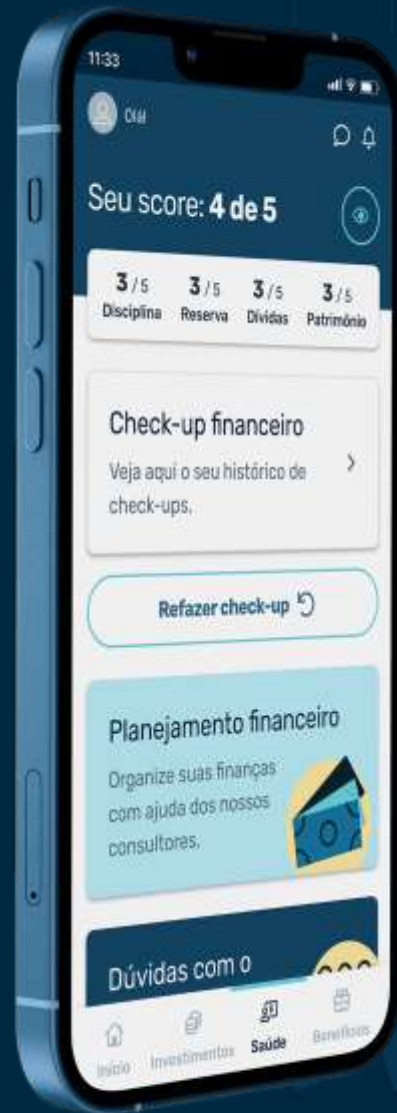 11:33
Olá!
Seu score: 4 de 5
3/5 3/5 3/5 3/5
Disciplina Reserva Dívidas Patrimônio
Check-up financeiro
Veja aqui o seu histórico de
check-ups.
Refazer check-up
Planejamento financeiro
Organize suas finanças
com ajuda dos nossos
consultores.
Dúvidas com o
Início Investimentos Saúde Benefícios